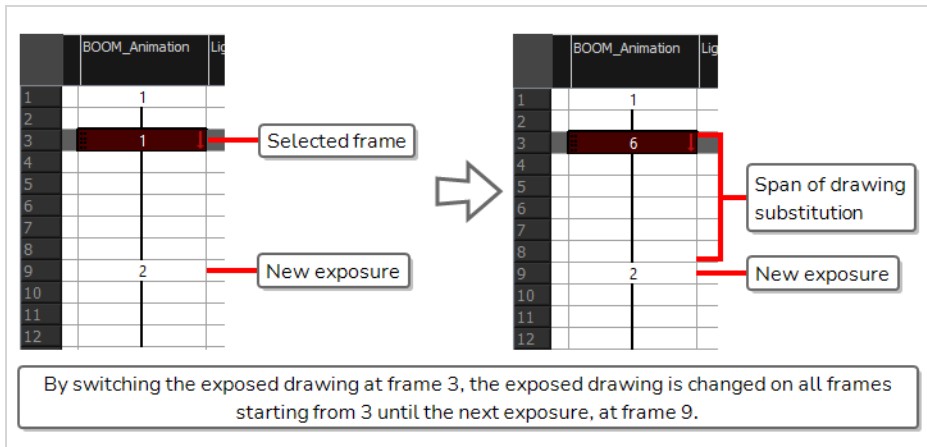 BOOM_Animation Lig
1 1
2
3 1
4
5
6
7
8
9 2
10
11
12
Selected frame
New exposure
BOOM_Animation Lig
1 1
2
3 6
4
5
6
7
8
9 2
10
11
12
Span of drawing
substitution
New exposure
By switching the exposed drawing at frame 3, the exposed drawing is changed on all frames
starting from 3 until the next exposure, at frame 9.